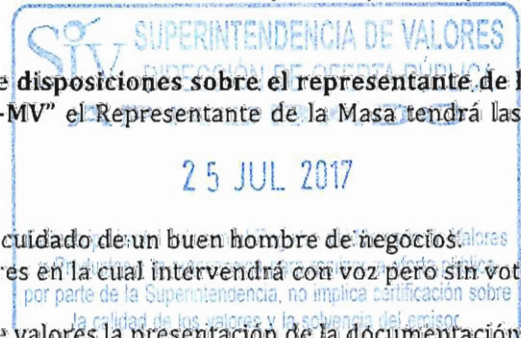 SIV SUPERINTENDENCIA DE VALORES
DIRECCIÓN DE OFERTA PÚBLICA
e disposiciones sobre el representante de l
-MV” el Representante de la Masa tendrá las
25 JUL. 2017
cuidado de un buen hombre de negocios.
Valores
es en la cual intervendrá con voz pero sin vot
por parte de la Superintendencia, no implica certificación sobre
la calidad de los valores y la solvencia del emisor
e valores la presentación de la documentación